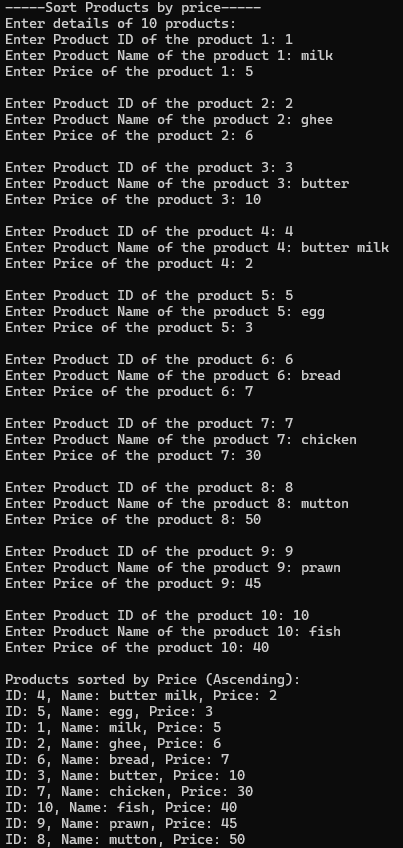 -----Sort Products by price-----
Enter details of 10 products:
Enter Product ID of the product 1: 1
Enter Product Name of the product 1: milk
Enter Price of the product 1: 5

Enter Product ID of the product 2: 2
Enter Product Name of the product 2: ghee
Enter Price of the product 2: 6

Enter Product ID of the product 3: 3
Enter Product Name of the product 3: butter
Enter Price of the product 3: 10

Enter Product ID of the product 4: 4
Enter Product Name of the product 4: butter milk
Enter Price of the product 4: 2

Enter Product ID of the product 5: 5
Enter Product Name of the product 5: egg
Enter Price of the product 5: 3

Enter Product ID of the product 6: 6
Enter Product Name of the product 6: bread
Enter Price of the product 6: 7

Enter Product ID of the product 7: 7
Enter Product Name of the product 7: chicken
Enter Price of the product 7: 30

Enter Product ID of the product 8: 8
Enter Product Name of the product 8: mutton
Enter Price of the product 8: 50

Enter Product ID of the product 9: 9
Enter Product Name of the product 9: prawn
Enter Price of the product 9: 45

Enter Product ID of the product 10: 10
Enter Product Name of the product 10: fish
Enter Price of the product 10: 40

Products sorted by Price (Ascending):
ID: 4, Name: butter milk, Price: 2
ID: 5, Name: egg, Price: 3
ID: 1, Name: milk, Price: 5
ID: 2, Name: ghee, Price: 6
ID: 6, Name: bread, Price: 7
ID: 3, Name: butter, Price: 10
ID: 7, Name: chicken, Price: 30
ID: 10, Name: fish, Price: 40
ID: 9, Name: prawn, Price: 45
ID: 8, Name: mutton, Price: 50